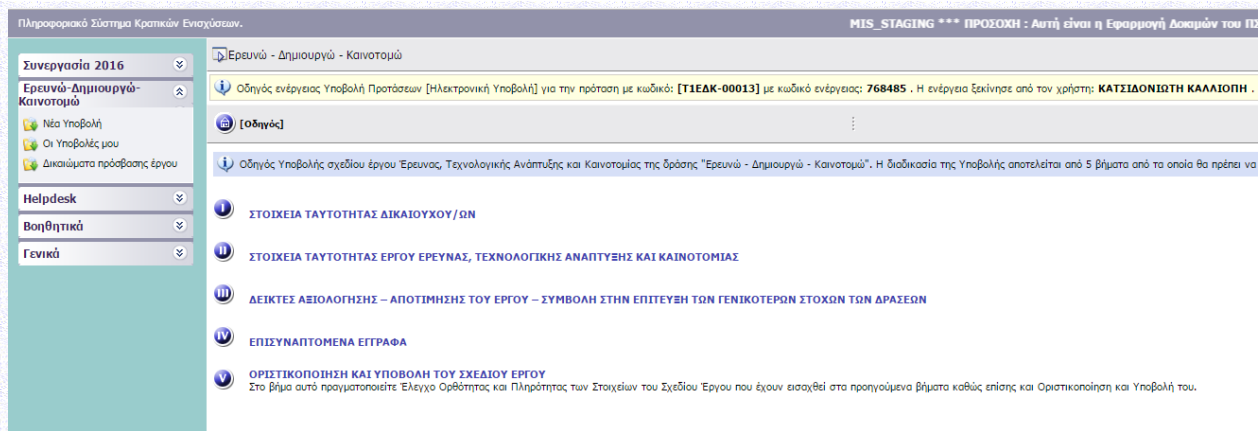 Πληροφοριακό Σύστημα Κρατικών Ενισχύσεων.
MIS_STAGING *** ΠΡΟΣΟΧΗ : Αυτή είναι η Εφαρμογή Δοκιμών του ΠΣ
Συνεργασία 2016
Ερευνώ-Δημιουργώ-
Καινοτομώ
Νέα Υποβολή
Οι Υποβολές μου
Δικαιώματα πρόσβασης έργου
Helpdesk
Βοηθητικά
Γενικά
Ερευνώ - Δημιουργώ - Καινοτομώ
Οδηγός ενέργειας Υποβολή Προτάσεων [Ηλεκτρονική Υποβολή] για την πρόταση με κωδικό: [Τ1ΕΔΚ-00013] με κωδικό ενέργειας: 768485 . Η ενέργεια ξεκίνησε από τον χρήστη: ΚΑΤΣΙΔΟΝΙΩΤΗ ΚΑΛΛΙΟΠΗ .
[Οδηγός]
Οδηγός Υποβολής σχεδίου έργου Έρευνας, Τεχνολογικής Ανάπτυξης και Καινοτομίας της δράσης "Ερευνώ - Δημιουργώ - Καινοτομώ". Η διαδικασία της Υποβολής αποτελείται από 5 βήματα από τα οποία θα πρέπει να
I ΣΤΟΙΧΕΙΑ ΤΑΥΤΟΤΗΤΑΣ ΔΙΚΑΙΟΥΧΟΥ/ΩΝ
II ΣΤΟΙΧΕΙΑ ΤΑΥΤΟΤΗΤΑΣ ΕΡΓΟΥ ΕΡΕΥΝΑΣ, ΤΕΧΝΟΛΟΓΙΚΗΣ ΑΝΑΠΤΥΞΗΣ ΚΑΙ ΚΑΙΝΟΤΟΜΙΑΣ
III ΔΕΙΚΤΕΣ ΑΞΙΟΛΟΓΗΣΗΣ – ΑΠΟΤΙΜΗΣΗΣ ΤΟΥ ΕΡΓΟΥ – ΣΥΜΒΟΛΗ ΣΤΗΝ ΕΠΙΤΕΥΞΗ ΤΩΝ ΓΕΝΙΚΟΤΕΡΩΝ ΣΤΟΧΩΝ ΤΩΝ ΔΡΑΣΕΩΝ
IV ΕΠΙΣΥΝΑΠΤΟΜΕΝΑ ΕΓΓΡΑΦΑ
V ΟΡΙΣΤΙΚΟΠΟΙΗΣΗ ΚΑΙ ΥΠΟΒΟΛΗ ΤΟΥ ΣΧΕΔΙΟΥ ΕΡΓΟΥ
Στο βήμα αυτό πραγματοποιείτε Έλεγχο Ορθότητας και Πληρότητας των Στοιχείων του Σχεδίου Έργου που έχουν εισαχθεί στα προηγούμενα βήματα καθώς επίσης και Οριστικοποίηση και Υποβολή του.